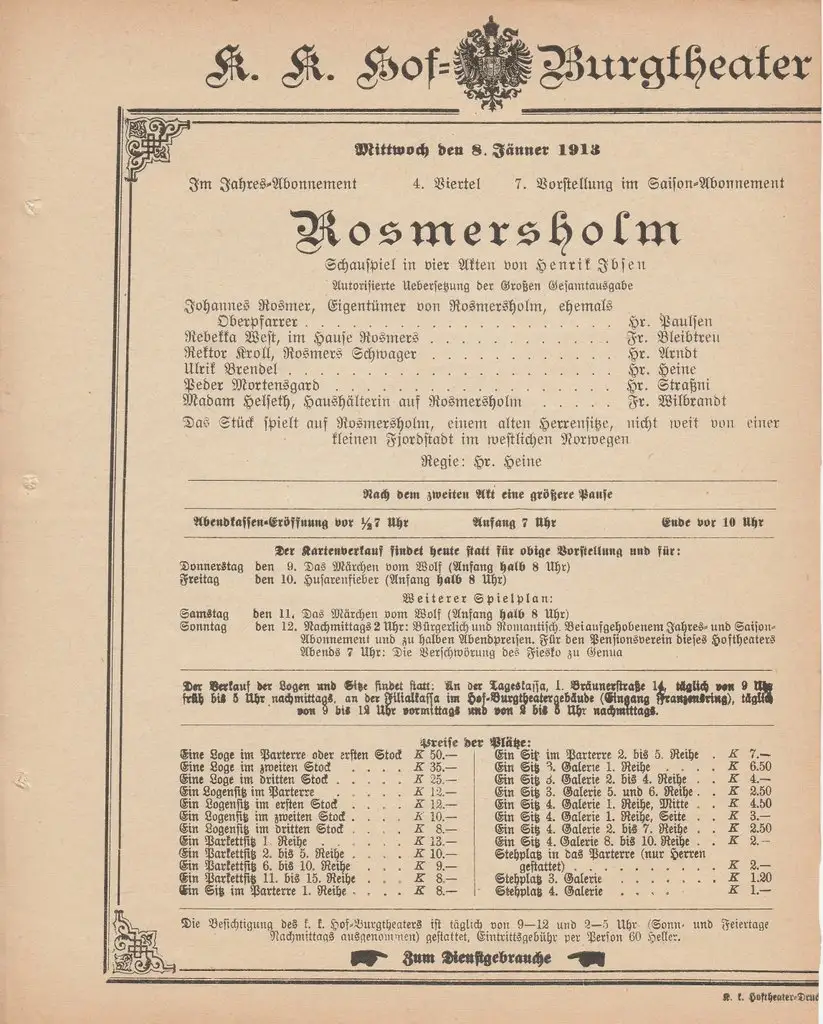 K. K. Hof-Burgtheater
Mittwoch den 8. Jänner 1913
Im Jahres-Abonnement 4. Viertel 7. Vorstellung im Saison-Abonnement
Rosmersholm
Schauspiel in vier Akten von Henrik Ibsen
Autorisierte Uebersetzung der Großen Gesamtausgabe
Johannes Rosmer, Eigentümer von Rosmersholm, ehemals
Oberpfarrer . . . . . . . . . . . . . . . . . . . Hr. Paulsen
Rebekka West, im Hause Rosmers . . . . . . . . . . . . Fr. Bleibtreu
Rektor Kroll, Rosmers Schwager . . . . . . . . . . . . Hr. Arndt
Ulrik Brendel . . . . . . . . . . . . . . . . . . . Hr. Heine
Peder Mortensgard . . . . . . . . . . . . . . . . . Hr. Straßni
Madam Helseth, Haushälterin auf Rosmersholm . . . . . Fr. Wilbrandt
Das Stück spielt auf Rosmersholm, einem alten Herrensitze, nicht weit von einer
kleinen Fjordstadt im westlichen Norwegen
Regie: Hr. Heine
Nach dem zweiten Akt eine größere Pause
Abendkassen-Eröffnung vor ½7 Uhr Anfang 7 Uhr Ende vor 10 Uhr
Der Kartenverkauf findet heute statt für obige Vorstellung und für:
Donnerstag den 9. Das Märchen vom Wolf (Anfang halb 8 Uhr)
Freitag den 10. Husarenfieber (Anfang halb 8 Uhr)
Weiterer Spielplan:
Samstag den 11. Das Märchen vom Wolf (Anfang halb 8 Uhr)
Sonntag den 12. Nachmittags 2 Uhr: Bürgerlich und Romantisch. Bei aufgehobenem Jahres- und Saison-
Abonnement und zu halben Abendpreisen. Für den Pensionsverein dieses Hoftheaters
Abends 7 Uhr: Die Verschwörung des Fiesko zu Genua
Der Verkauf der Logen und Sitze findet statt: An der Tageskassa, 1. Bräunerstraße 14, täglich von 9 Uhr
früh bis 5 Uhr nachmittags, an der Filialkassa im Hof-Burgtheatergebäude (Eingang Franzensring), täglich
von 9 bis 12 Uhr vormittags und von 2 bis 5 Uhr nachmittags.
Preise der Plätze:
Eine Loge im Parterre oder ersten Stock K 50.—
Eine Loge im zweiten Stock . . . . K 35.—
Eine Loge im dritten Stock . . . . K 25.—
Ein Logensitz im Parterre . . . . K 12.—
Ein Logensitz im ersten Stock . . . K 12.—
Ein Logensitz im zweiten Stock . . . K 10.—
Ein Logensitz im dritten Stock . . . K 8.—
Ein Parkettsitz 1. Reihe . . . . . K 13.—
Ein Parkettsitz 2. bis 5. Reihe . . . K 10.—
Ein Parkettsitz 6. bis 10. Reihe . . . K 9.—
Ein Parkettsitz 11. bis 15. Reihe . . . K 8.—
Ein Sitz im Parterre 1. Reihe . . . . K 8.—
Ein Sitz im Parterre 2. bis 5. Reihe . K 7.—
Ein Sitz 3. Galerie 1. Reihe . . . . K 6.50
Ein Sitz 3. Galerie 2. bis 4. Reihe . . K 4.—
Ein Sitz 3. Galerie 5. und 6. Reihe . . K 2.50
Ein Sitz 4. Galerie 1. Reihe, Mitte . . K 4.50
Ein Sitz 4. Galerie 1. Reihe, Seite . . K 3.—
Ein Sitz 4. Galerie 2. bis 7. Reihe . . K 2.50
Ein Sitz 4. Galerie 8. bis 10. Reihe . . K 2.—
Stehplatz in das Parterre (nur Herren
gestattet) . . . . . . . . . K 2.—
Stehplatz 3. Galerie . . . . . . K 1.20
Stehplatz 4. Galerie . . . . . . K 1.—
Die Besichtigung des k. k. Hof-Burgtheaters ist täglich von 9—12 und 2—5 Uhr (Sonn- und Feiertage
Nachmittags ausgenommen) gestattet, Eintrittsgebühr per Person 60 Heller.
Zum Dienstgebrauche
K. k. Hoftheater-Druc